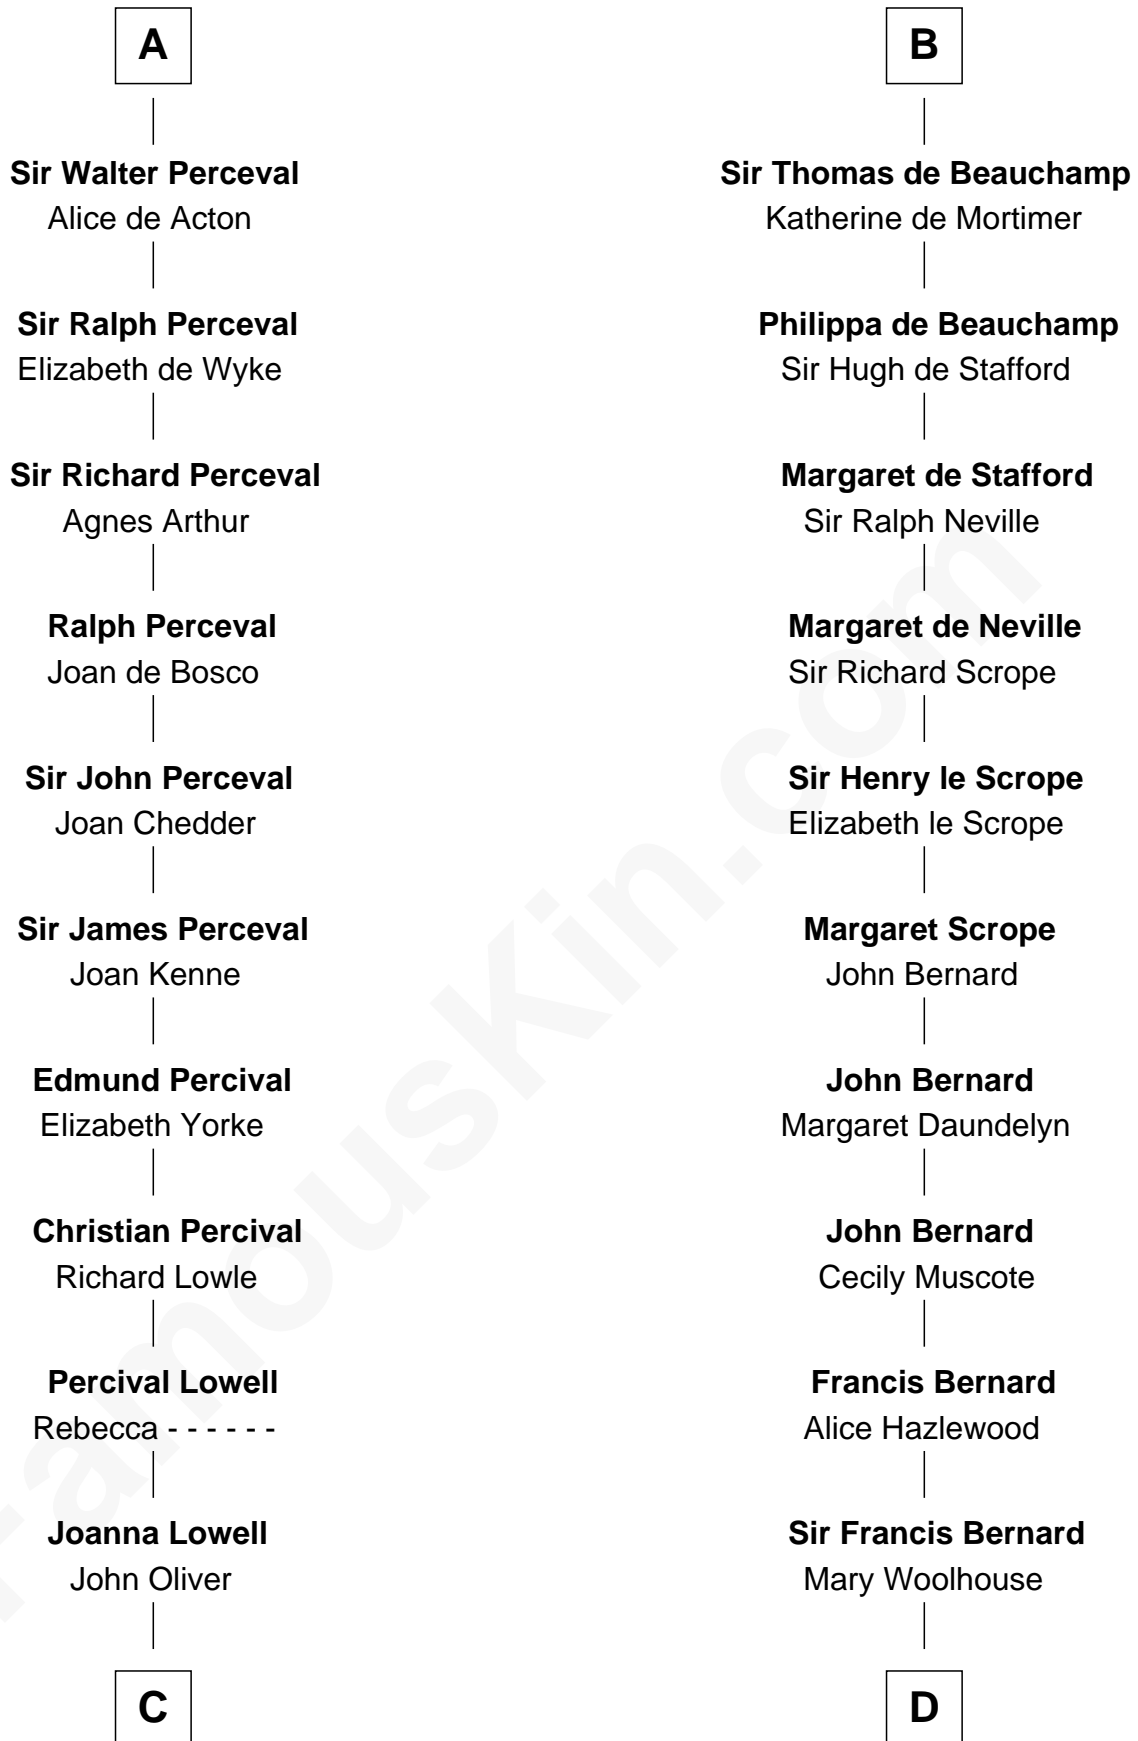 A
Sir Walter Perceval
Alice de Acton
Sir Ralph Perceval
Elizabeth de Wyke
Sir Richard Perceval
Agnes Arthur
Ralph Perceval
Joan de Bosco
Sir John Perceval
Joan Chedder
Sir James Perceval
Joan Kenne
Edmund Percival
Elizabeth Yorke
Christian Percival
Richard Lowle
Percival Lowell
Rebecca - - - - - -
Joanna Lowell
John Oliver
C
B
Sir Thomas de Beauchamp
Katherine de Mortimer
Philippa de Beauchamp
Sir Hugh de Stafford
Margaret de Stafford
Sir Ralph Neville
Margaret de Neville
Sir Richard Scrope
Sir Henry le Scrope
Elizabeth le Scrope
Margaret Scrope
John Bernard
John Bernard
Margaret Daundelyn
John Bernard
Cecily Muscote
Francis Bernard
Alice Hazlewood
Sir Francis Bernard
Mary Woolhouse
D
FamousKin.com